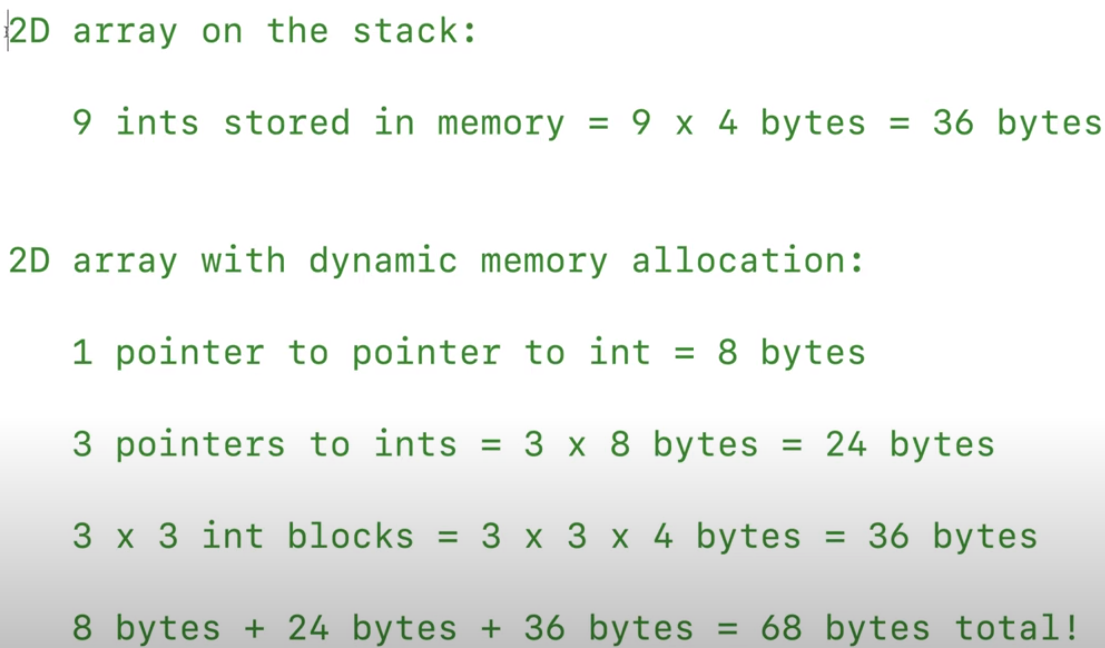 2D array on the stack:
9 ints stored in memory = 9 x 4 bytes = 36 bytes
2D array with dynamic memory allocation:
1 pointer to pointer to int = 8 bytes
3 pointers to ints = 3 x 8 bytes = 24 bytes
3 x 3 int blocks = 3 x 3 x 4 bytes = 36 bytes
8 bytes + 24 bytes + 36 bytes = 68 bytes total!